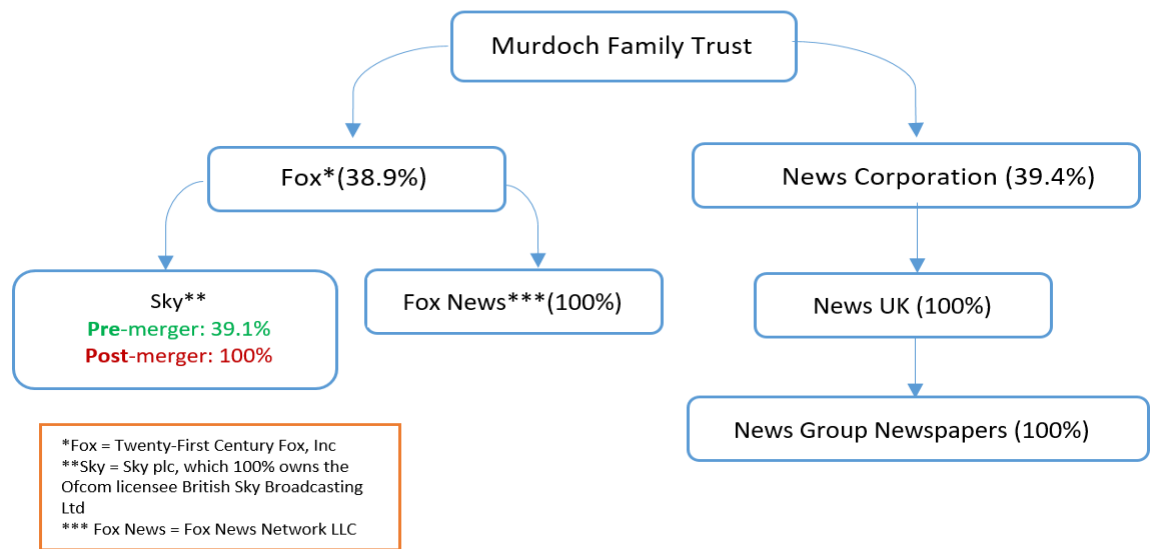 Murdoch Family Trust
Fox*(38.9%)
News Corporation (39.4%)
Sky**
Pre-merger: 39.1%
Post-merger: 100%
Fox News***(100%)
News UK (100%)
News Group Newspapers (100%)
*Fox = Twenty-First Century Fox, Inc
**Sky = Sky plc, which 100% owns the
Ofcom licensee British Sky Broadcasting
Ltd
*** Fox News = Fox News Network LLC